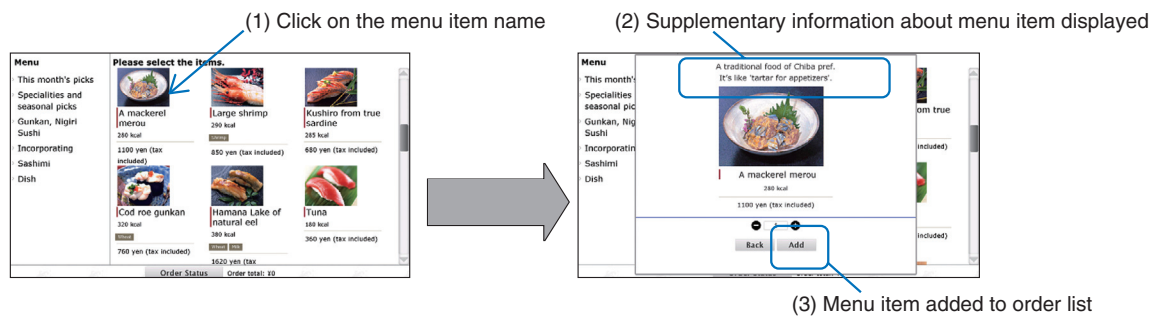 (1) Click on the menu item name
(2) Supplementary information about menu item displayed
Menu
This month's picks
Specialities and
seasonal picks
Gunkan, Nigiri
Sushi
Incorporating
Sashimi
Dish
Please select the items.
A mackerel
merou
280 kcal
1100 yen (tax
included)
Large shrimp
290 kcal
Shrimp
850 yen (tax included)
Kushiro from true
sardine
285 kcal
680 yen (tax included)
Cod roe gunkan
320 kcal
Wheat
760 yen (tax included)
Hamana Lake of
natural eel
380 kcal
Wheat Milk
1620 yen (tax
Tuna
180 kcal
360 yen (tax included)
Order Status Order total: ¥0
Menu
This month's
Specialities
seasonal pic
Gunkan, Nig
Sushi
Incorporatin
Sashimi
Dish
A traditional food of Chiba pref.
It's like 'tartar for appetizers'.
A mackerel merou
280 kcal
1100 yen (tax included)
Back Add
om true
included)
included)
(3) Menu item added to order list